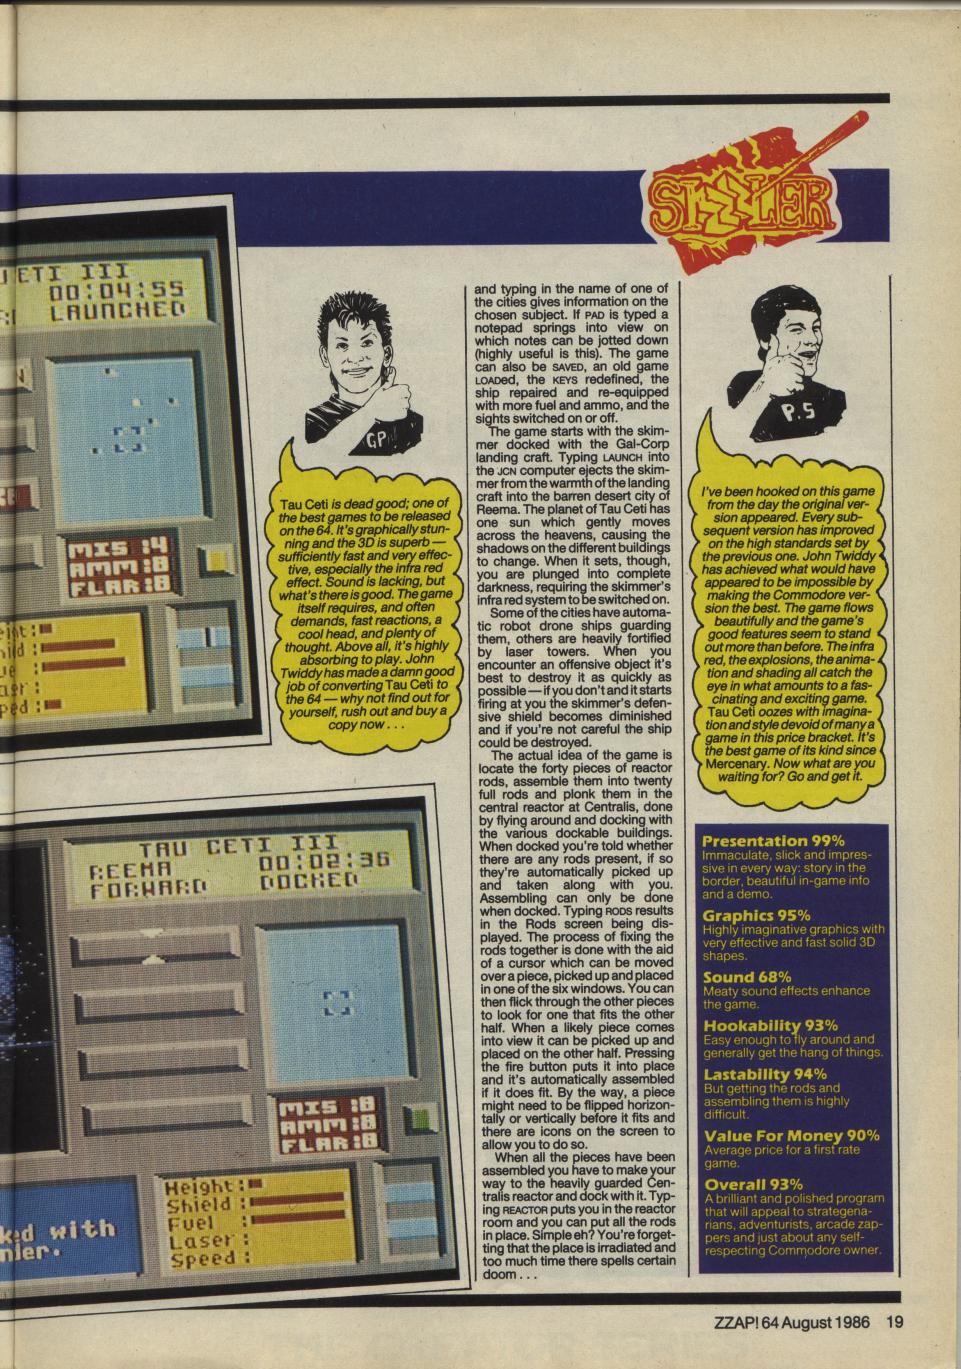 SIZZLER
U CETI III
00:04:55
LAUNCHED
MIS :4
AMM:8
FLAR:8
GP
Tau Ceti is dead good; one of
the best games to be released
on the 64. It's graphically stun-
ning and the 3D is superb —
sufficiently fast and very effec-
tive, especially the infra red
effect. Sound is lacking, but
what's there is good. The game
itself requires, and often
demands, fast reactions, a
cool head, and plenty of
thought. Above all, it's highly
absorbing to play. John
Twiddy has made a damn good
job of converting Tau Ceti to
the 64 — why not find out for
yourself, rush out and buy a
copy now . . .
TAU CETI III
REEMA 00:02:36
FORWARD DOCKED
MIS :8
AMM:8
FLAR:8
Height:
Shield :
Fuel :
Laser :
Speed :
ked with
nier.
and typing in the name of one of
the cities gives information on the
chosen subject. If PAD is typed a
notepad springs into view on
which notes can be jotted down
(highly useful is this). The game
can also be SAVED, an old game
LOADed, the KEYS redefined, the
ship repaired and re-equipped
with more fuel and ammo, and the
sights switched on or off.
The game starts with the skim-
mer docked with the Gal-Corp
landing craft. Typing LAUNCH into
the JCN computer ejects the skim-
mer from the warmth of the landing
craft into the barren desert city of
Reema. The planet of Tau Ceti has
one sun which gently moves
across the heavens, causing the
shadows on the different buildings
to change. When it sets, though,
you are plunged into complete
darkness, requiring the skimmer's
infra red system to be switched on.
Some of the cities have automa-
tic robot drone ships guarding
them, others are heavily fortified
by laser towers. When you
encounter an offensive object it's
best to destroy it as quickly as
possible — if you don't and it starts
firing at you the skimmer's defen-
sive shield becomes diminished
and if you're not careful the ship
could be destroyed.
The actual idea of the game is
locate the forty pieces of reactor
rods, assemble them into twenty
full rods and plonk them in the
central reactor at Centralis, done
by flying around and docking with
the various dockable buildings.
When docked you're told whether
there are any rods present, if so
they're automatically picked up
and taken along with you.
Assembling can only be done
when docked. Typing RODS results
in the Rods screen being dis-
played. The process of fixing the
rods together is done with the aid
of a cursor which can be moved
over a piece, picked up and placed
in one of the six windows. You can
then flick through the other pieces
to look for one that fits the other
half. When a likely piece comes
into view it can be picked up and
placed on the other half. Pressing
the fire button puts it into place
and it's automatically assembled
if it does fit. By the way, a piece
might need to be flipped horizon-
tally or vertically before it fits and
there are icons on the screen to
allow you to do so.
When all the pieces have been
assembled you have to make your
way to the heavily guarded Cen-
tralis reactor and dock with it. Typ-
ing REACTOR puts you in the reactor
room and you can put all the rods
in place. Simple eh? You're forget-
ting that the place is irradiated and
too much time there spells certain
doom . . .
P.S
I've been hooked on this game
from the day the original ver-
sion appeared. Every sub-
sequent version has improved
on the high standards set by
the previous one. John Twiddy
has achieved what would have
appeared to be impossible by
making the Commodore ver-
sion the best. The game flows
beautifully and the game's
good features seem to stand
out more than before. The infra
red, the explosions, the anima-
tion and shading all catch the
eye in what amounts to a fas-
cinating and exciting game.
Tau Ceti oozes with imagina-
tion and style devoid of many a
game in this price bracket. It's
the best game of its kind since
Mercenary. Now what are you
waiting for? Go and get it.
Presentation 99%
Immaculate, slick and impres-
sive in every way: story in the
border, beautiful in-game info
and a demo.
Graphics 95%
Highly imaginative graphics with
very effective and fast solid 3D
shapes.
Sound 68%
Meaty sound effects enhance
the game.
Hookability 93%
Easy enough to fly around and
generally get the hang of things.
Lastability 94%
But getting the rods and
assembling them is highly
difficult.
Value For Money 90%
Average price for a first rate
game.
Overall 93%
A brilliant and polished program
that will appeal to strategena-
rians, adventurists, arcade zap-
pers and just about any self-
respecting Commodore owner.
ZZAP! 64 August 1986 19